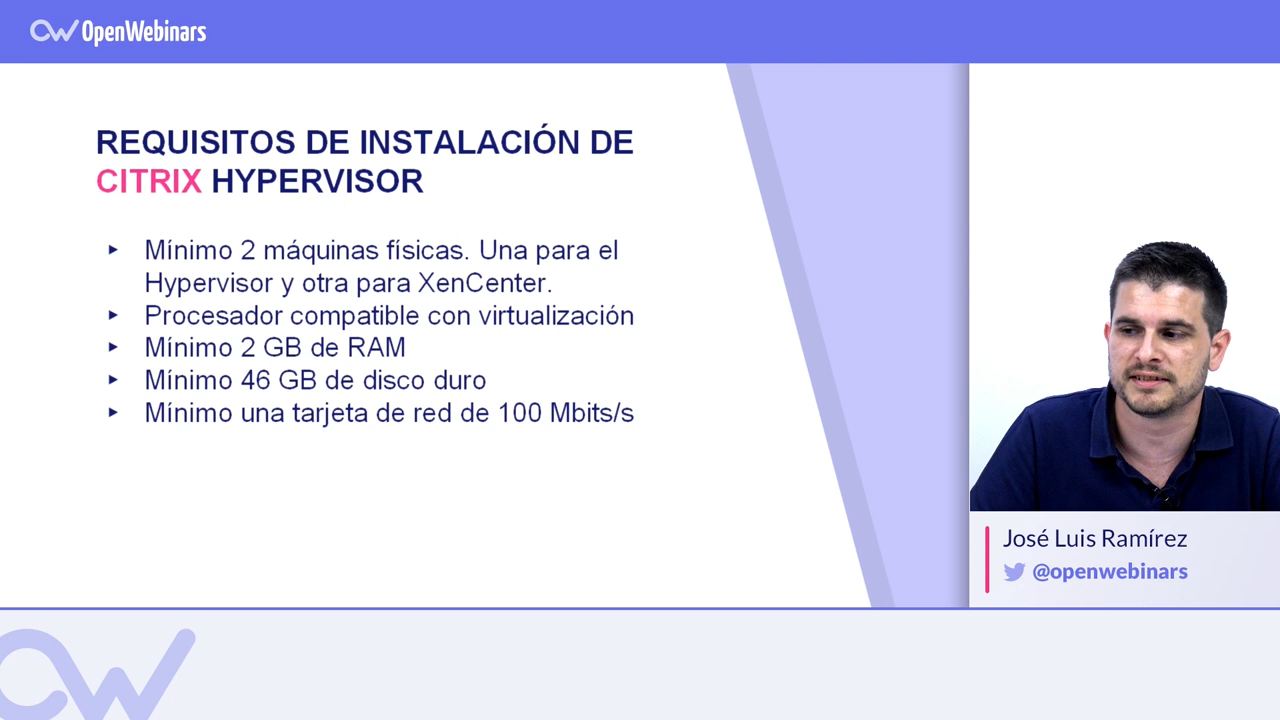 OpenWebinars
REQUISITOS DE INSTALACIÓN DE
CITRIX HYPERVISOR
‣ Mínimo 2 máquinas físicas. Una para el
Hypervisor y otra para XenCenter.
‣ Procesador compatible con virtualización
‣ Mínimo 2 GB de RAM
‣ Mínimo 46 GB de disco duro
‣ Mínimo una tarjeta de red de 100 Mbits/s
José Luis Ramírez
@openwebinars